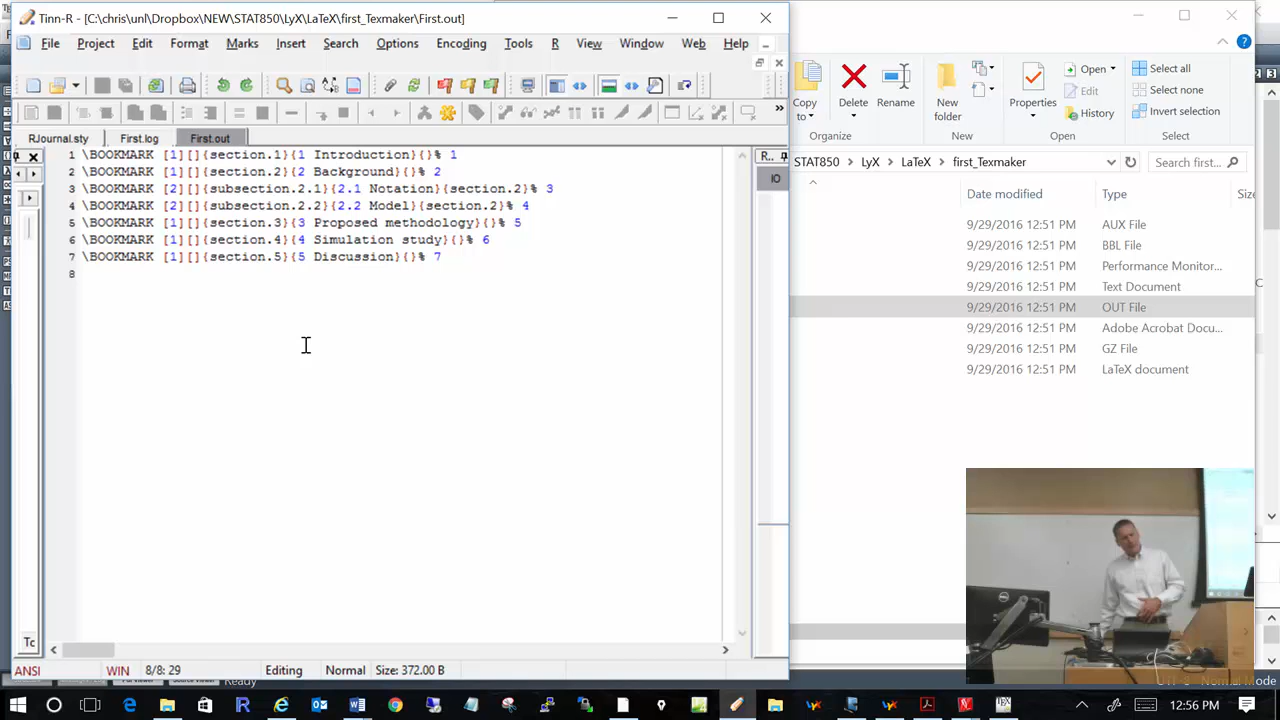 Tinn-R - [C:\chris\unl\Dropbox\NEW\STAT850\LyX\LaTeX\first_Texmaker\First.out]
File Project Edit Format Marks Insert Search Options Encoding Tools R View Window Web Help
RJournal.sty First.log First.out
R..
IO
1 \BOOKMARK [1][]{section.1}{1 Introduction}{}% 1
2 \BOOKMARK [1][]{section.2}{2 Background}{}% 2
3 \BOOKMARK [2][]{subsection.2.1}{2.1 Notation}{section.2}% 3
4 \BOOKMARK [2][]{subsection.2.2}{2.2 Model}{section.2}% 4
5 \BOOKMARK [1][]{section.3}{3 Proposed methodology}{}% 5
6 \BOOKMARK [1][]{section.4}{4 Simulation study}{}% 6
7 \BOOKMARK [1][]{section.5}{5 Discussion}{}% 7
8
Tc
ANSI WIN 8/8: 29 Editing Normal Size: 372.00 B
Ready
Copy to
Delete
Rename
Organize
New Folder
New
Properties
Open
Edit
History
Open
Select all
Select none
Invert selection
Select
STAT850 LyX LaTeX first_Texmaker
Search first...
Date modified Type
9/29/2016 12:51 PM AUX File
9/29/2016 12:51 PM BBL File
9/29/2016 12:51 PM Performance Monitor...
9/29/2016 12:51 PM Text Document
9/29/2016 12:51 PM OUT File
9/29/2016 12:51 PM Adobe Acrobat Docu...
9/29/2016 12:51 PM GZ File
9/29/2016 12:51 PM LaTeX document
Normal Mode
12:56 PM